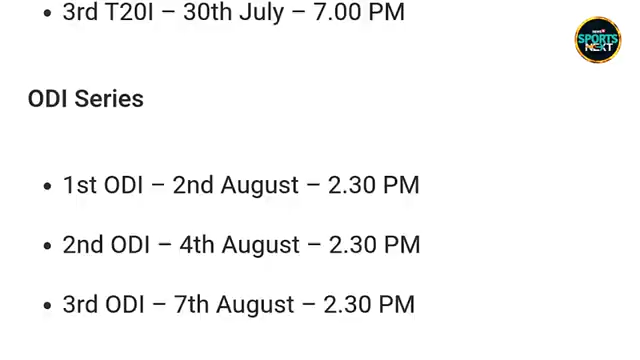 • 3rd T20I – 30th July – 7.00 PM
SPORTS
NEXT
ODI Series
• 1st ODI – 2nd August – 2.30 PM
• 2nd ODI – 4th August – 2.30 PM
• 3rd ODI – 7th August – 2.30 PM